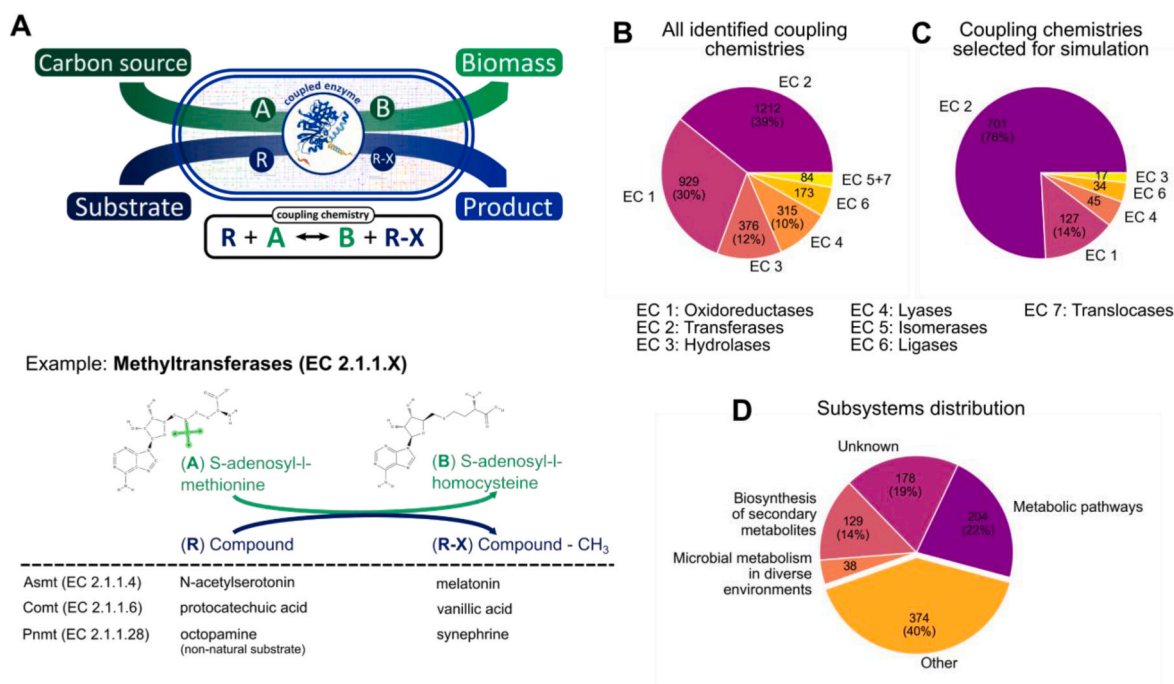 A
Carbon source
Biomass
coupled enzyme
A
B
R
R-X
Substrate
Product
coupling chemistry
R + A ⟷ B + R-X
Example: Methyltransferases (EC 2.1.1.X)
(A) S-adenosyl-l-
methionine
(B) S-adenosyl-l-
homocysteine
(R) Compound
(R-X) Compound - CH₃
Asmt (EC 2.1.1.4) N-acetylserotonin melatonin
Comt (EC 2.1.1.6) protocatechuic acid vanillic acid
Pnmt (EC 2.1.1.28) octopamine synephrine
(non-natural substrate)
B
All identified coupling
chemistries
EC 2
1212
(39%)
EC 1
929
(30%)
376
(12%)
EC 3
315
(10%)
EC 4
173
EC 6
84
EC 5+7
C
Coupling chemistries
selected for simulation
EC 2
701
(76%)
17
EC 3
34
EC 6
45
EC 4
127
(14%)
EC 1
EC 1: Oxidoreductases
EC 2: Transferases
EC 3: Hydrolases
EC 4: Lyases
EC 5: Isomerases
EC 6: Ligases
EC 7: Translocases
D
Subsystems distribution
Unknown
178
(19%)
204
(22%)
Metabolic pathways
Biosynthesis
of secondary
metabolites
129
(14%)
Microbial metabolism
in diverse
environments
38
374
(40%)
Other